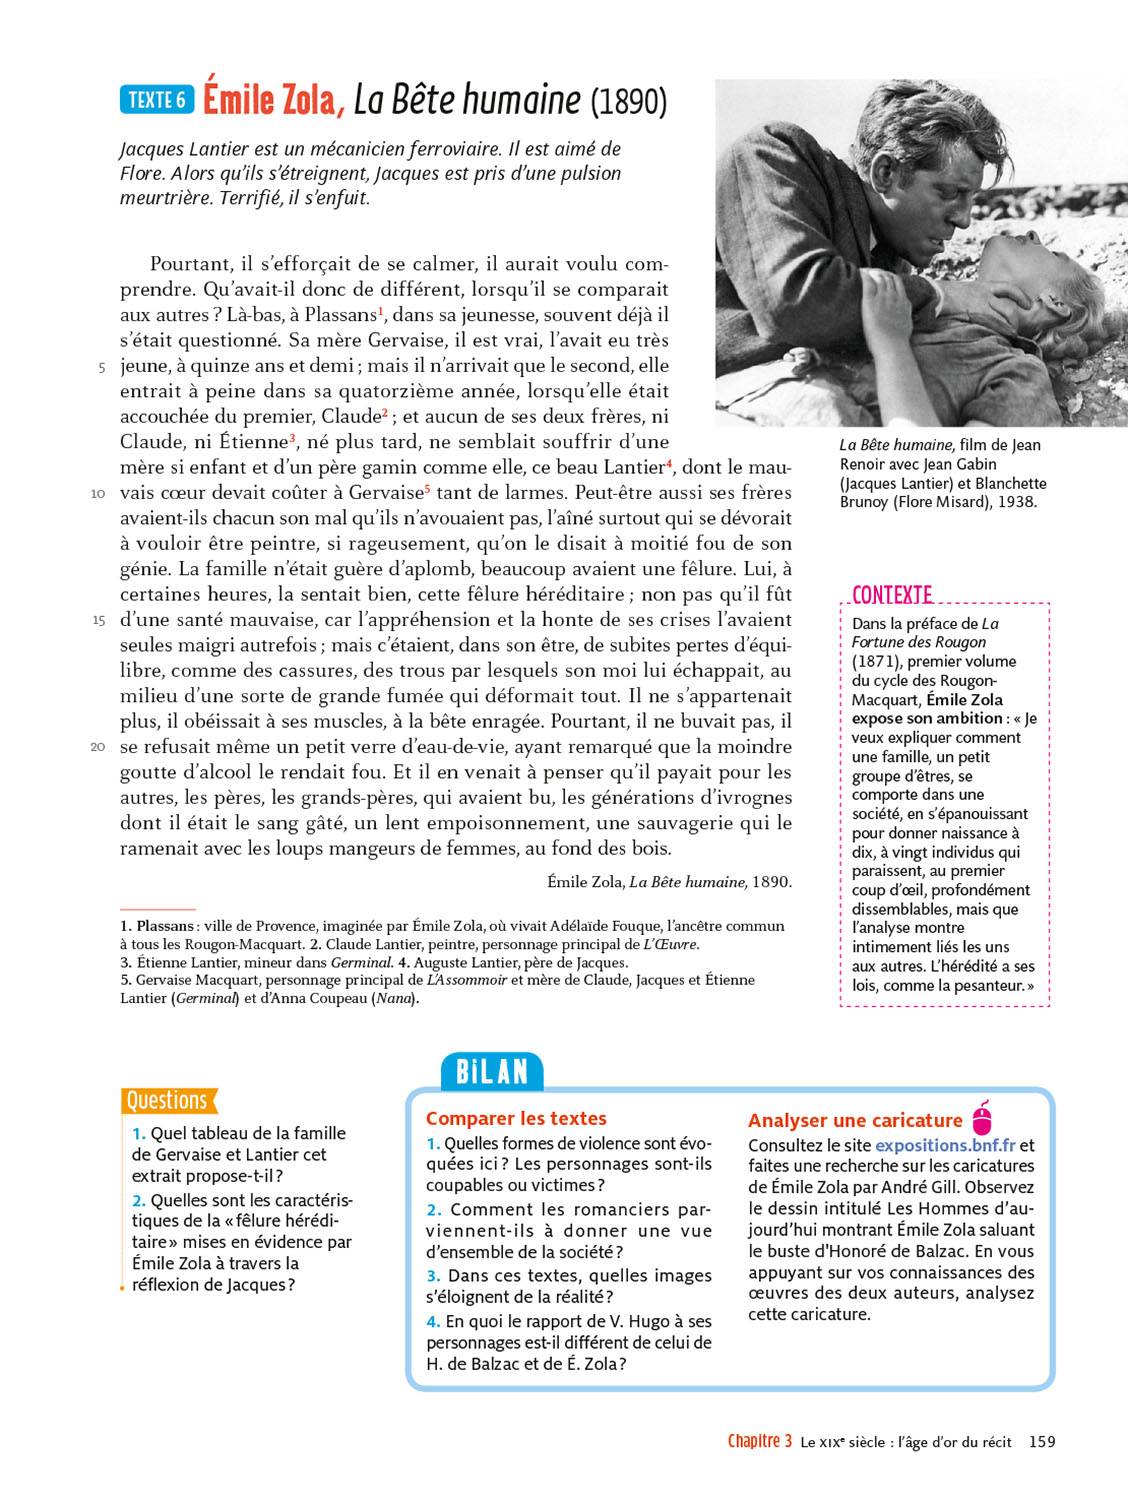 TEXTE 6 Émile Zola, La Bête humaine (1890)
Jacques Lantier est un mécanicien ferroviaire. Il est aimé de
Flore. Alors qu’ils s’étreignent, Jacques est pris d’une pulsion
meurtrière. Terrifié, il s’enfuit.
Pourtant, il s’efforçait de se calmer, il aurait voulu com-
prendre. Qu’avait-il donc de différent, lorsqu’il se comparait
aux autres ? Là-bas, à Plassans1, dans sa jeunesse, souvent déjà il
s’était questionné. Sa mère Gervaise, il est vrai, l’avait eu très
5 jeune, à quinze ans et demi ; mais il n’arrivait que le second, elle
entrait à peine dans sa quatorzième année, lorsqu’elle était
accouchée du premier, Claude2 ; et aucun de ses deux frères, ni
Claude, ni Étienne3, né plus tard, ne semblait souffrir d’une
mère si enfant et d’un père gamin comme elle, ce beau Lantier4, dont le mau-
10 vais cœur devait coûter à Gervaise5 tant de larmes. Peut-être aussi ses frères
avaient-ils chacun son mal qu’ils n’avouaient pas, l’aîné surtout qui se dévorait
à vouloir être peintre, si rageusement, qu’on le disait à moitié fou de son
génie. La famille n’était guère d’aplomb, beaucoup avaient une fêlure. Lui, à
certaines heures, la sentait bien, cette fêlure héréditaire ; non pas qu’il fût
15 d’une santé mauvaise, car l’appréhension et la honte de ses crises l’avaient
seules maigri autrefois ; mais c’étaient, dans son être, de subites pertes d’équi-
libre, comme des cassures, des trous par lesquels son moi lui échappait, au
milieu d’une sorte de grande fumée qui déformait tout. Il ne s’appartenait
plus, il obéissait à ses muscles, à la bête enragée. Pourtant, il ne buvait pas, il
20 se refusait même un petit verre d’eau-de-vie, ayant remarqué que la moindre
goutte d’alcool le rendait fou. Et il en venait à penser qu’il payait pour les
autres, les pères, les grands-pères, qui avaient bu, les générations d’ivrognes
dont il était le sang gâté, un lent empoisonnement, une sauvagerie qui le
ramenait avec les loups mangeurs de femmes, au fond des bois.
Émile Zola, La Bête humaine, 1890.
1. Plassans : ville de Provence, imaginée par Émile Zola, où vivait Adélaïde Fouque, l’ancêtre commun
à tous les Rougon-Macquart. 2. Claude Lantier, peintre, personnage principal de L’Œuvre.
3. Étienne Lantier, mineur dans Germinal. 4. Auguste Lantier, père de Jacques.
5. Gervaise Macquart, personnage principal de L’Assommoir et mère de Claude, Jacques et Étienne
Lantier (Germinal) et d’Anna Coupeau (Nana).
La Bête humaine, film de Jean
Renoir avec Jean Gabin
(Jacques Lantier) et Blanchette
Brunoy (Flore Misard), 1938.
CONTEXTE
Dans la préface de La
Fortune des Rougon
(1871), premier volume
du cycle des Rougon-
Macquart, Émile Zola
expose son ambition : « Je
veux expliquer comment
une famille, un petit
groupe d’êtres, se
comporte dans une
société, en s’épanouissant
pour donner naissance à
dix, à vingt individus qui
paraissent, au premier
coup d’œil, profondément
dissemblables, mais que
l’analyse montre
intimement liés les uns
aux autres. L’hérédité a ses
lois, comme la pesanteur. »
Questions
1. Quel tableau de la famille
de Gervaise et Lantier cet
extrait propose-t-il ?
2. Quelles sont les caractéris-
tiques de la « fêlure hérédi-
taire » mises en évidence par
Émile Zola à travers la
réflexion de Jacques ?
BILAN
Comparer les textes
1. Quelles formes de violence sont évo-
quées ici ? Les personnages sont-ils
coupables ou victimes ?
2. Comment les romanciers par-
viennent-ils à donner une vue
d’ensemble de la société ?
3. Dans ces textes, quelles images
s’éloignent de la réalité ?
4. En quoi le rapport de V. Hugo à ses
personnages est-il différent de celui de
H. de Balzac et de É. Zola ?
Analyser une caricature
Consultez le site expositions.bnf.fr et
faites une recherche sur les caricatures
de Émile Zola par André Gill. Observez
le dessin intitulé Les Hommes d’au-
jourd’hui montrant Émile Zola saluant
le buste d'Honoré de Balzac. En vous
appuyant sur vos connaissances des
œuvres des deux auteurs, analysez
cette caricature.
Chapitre 3 Le XIXe siècle : l’âge d’or du récit 159